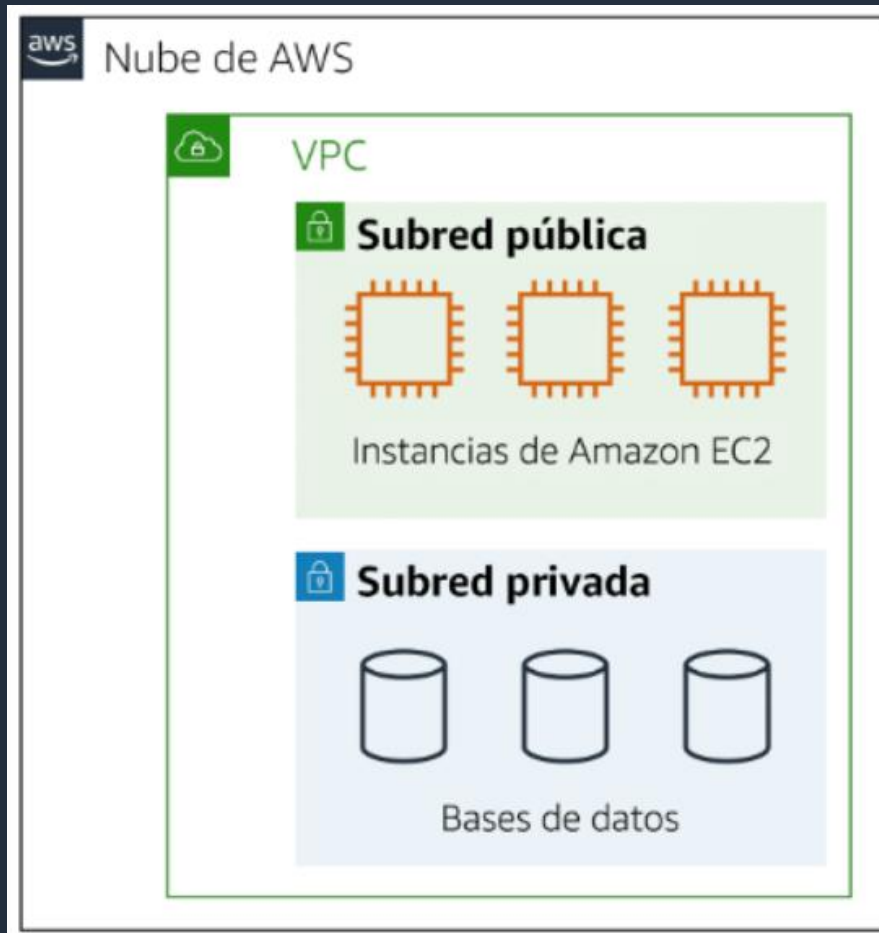 aws
Nube de AWS
VPC
Subred pública
Instancias de Amazon EC2
Subred privada
Bases de datos